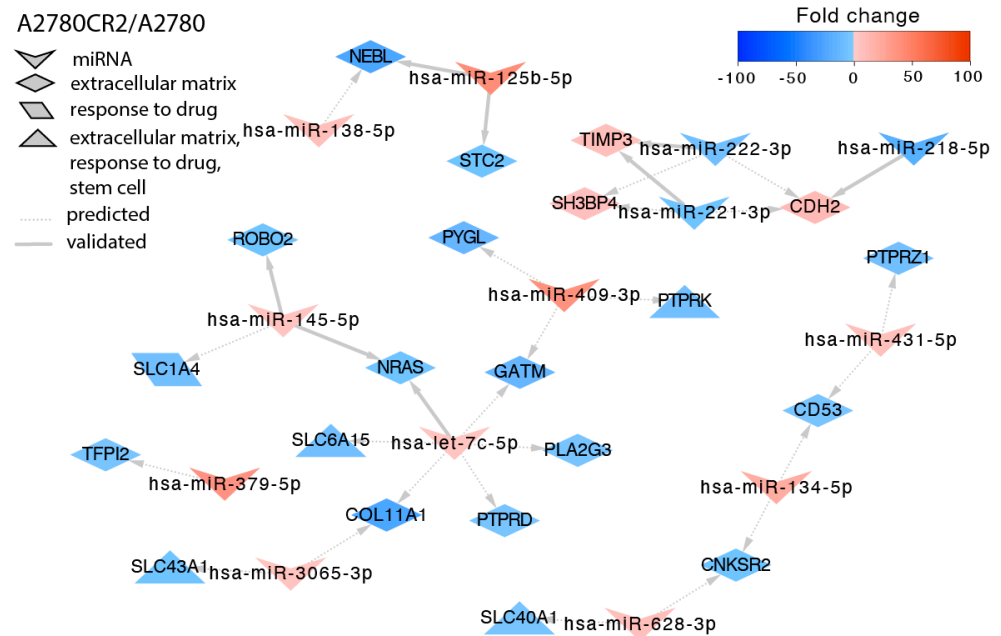 A2780CR2/A2780
miRNA
extracellular matrix
response to drug
extracellular matrix,
response to drug,
stem cell
predicted
validated
Fold change
-100 -50 0 50 100
NEBL
hsa-miR-125b-5p
hsa-miR-138-5p
STC2
TIMP3
hsa-miR-222-3p
hsa-miR-218-5p
SH3BP4
hsa-miR-221-3p
CDH2
ROBO2
PYGL
PTPRZ1
hsa-miR-409-3p
PTPRK
hsa-miR-145-5p
hsa-miR-431-5p
SLC1A4
NRAS
GATM
CD53
SLC6A15
hsa-let-7c-5p
PLA2G3
TFPI2
hsa-miR-379-5p
hsa-miR-134-5p
COL11A1
PTPRD
SLC43A1
hsa-miR-3065-3p
CNKSR2
SLC40A1
hsa-miR-628-3p